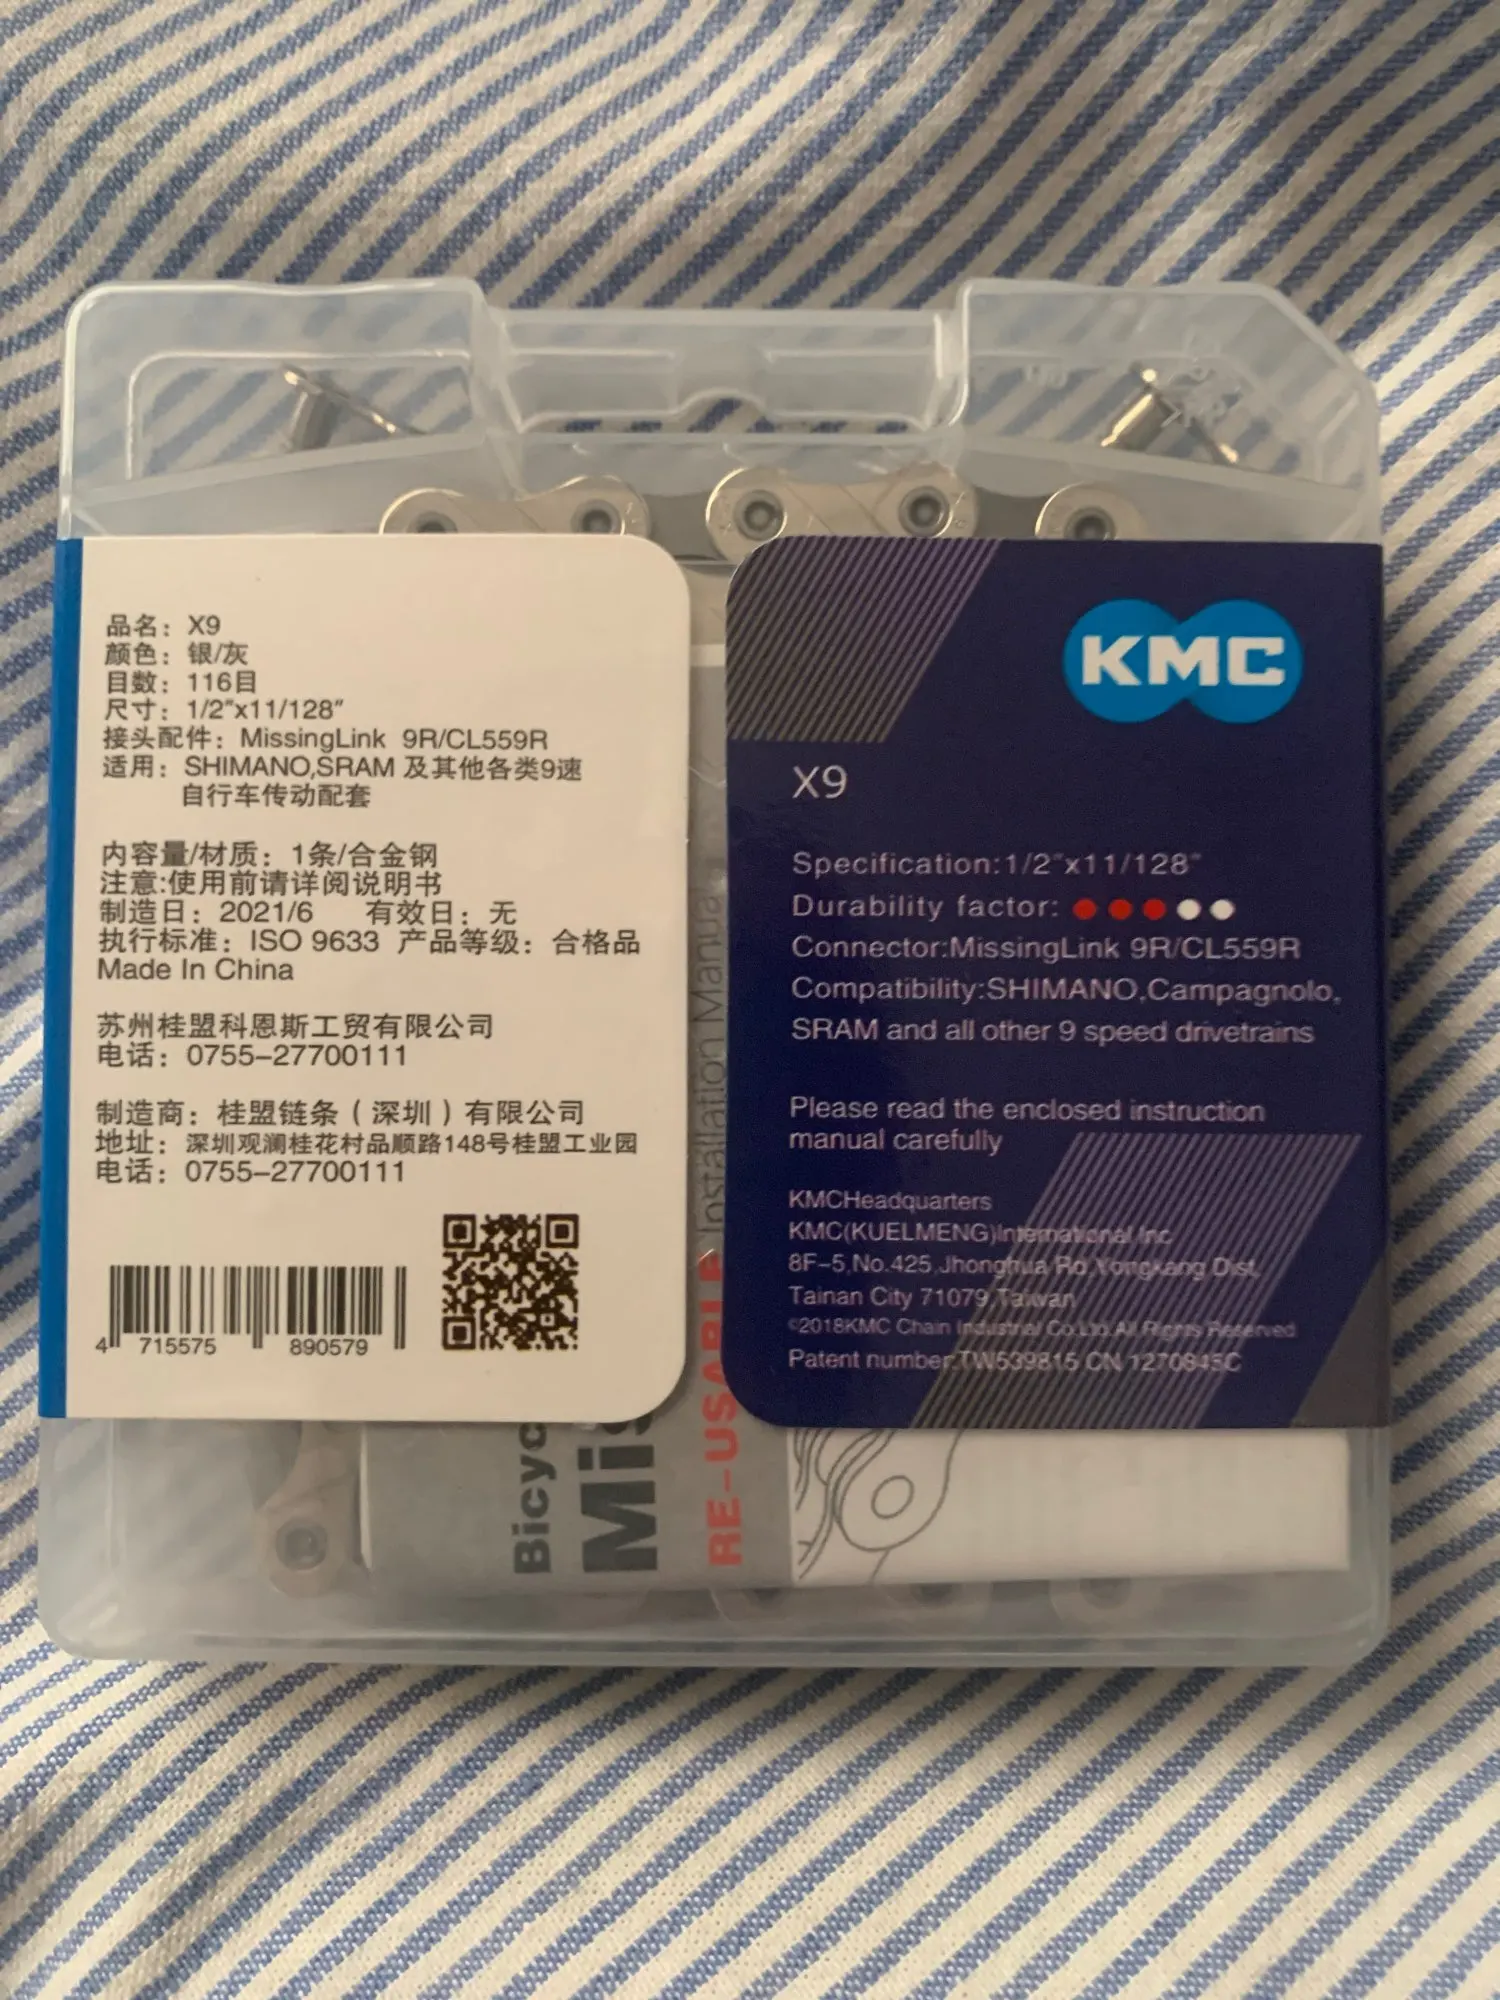 品名：X9
颜色：银/灰
目数：116目
尺寸：1/2"x11/128"
接头配件：MissingLink 9R/CL559R
适用：SHIMANO,SRAM 及其他各类9速
自行车传动配套
内容量/材质：1条/合金钢
注意:使用前请详阅说明书
制造日：2021/6 有效日：无
执行标准：ISO 9633 产品等级：合格品
Made In China
苏州桂盟科恩斯工贸有限公司
电话：0755-27700111
制造商：桂盟链条（深圳）有限公司
地址：深圳观澜桂花村品顺路148号桂盟工业园
电话：0755-27700111
4 715575 890579
KMC
X9
Specification:1/2"x11/128"
Durability factor:
Connector:MissingLink 9R/CL559R
Compatibility:SHIMANO,Campagnolo,
SRAM and all other 9 speed drivetrains
Please read the enclosed instruction
manual carefully
KMCHeadquarters
KMC(KUELMENG)International Inc
8F-5,No.425,Jhonghua Rd,Yongkang Dist,
Tainan City 71079,Taiwan
©2018KMC Chain Industrial Co.Ltd.All Rights Reserved
Patent number:TW539815 CN 1270845C
Bicyc
Mis
RE-USABLE Installation Manual
PP